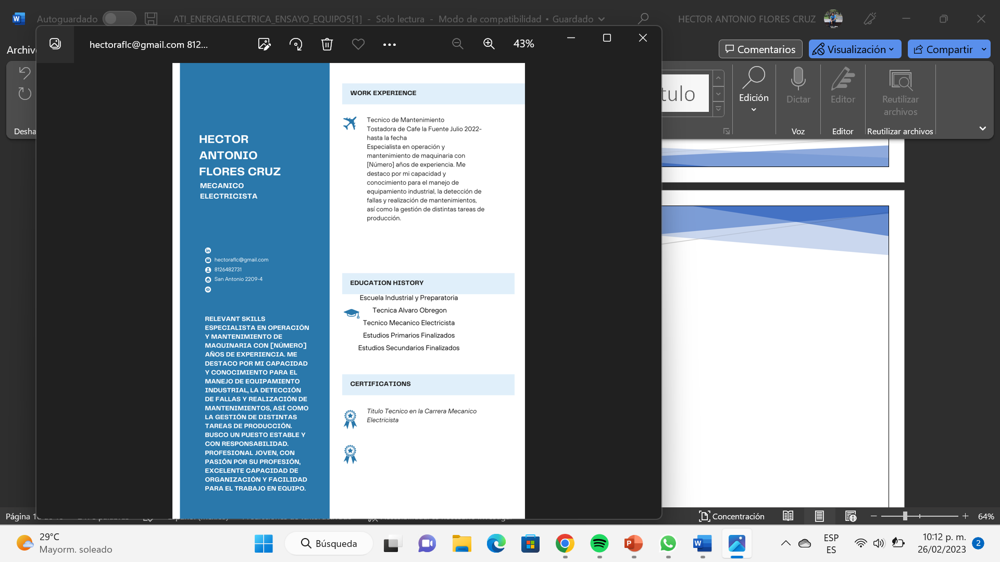 Autoguardado
ATI_ENERGIAELECTRICA_ENSAYO_EQUIPO5[1] - Solo lectura - Modo de compatibilidad • Guardado
HECTOR ANTONIO FLORES CRUZ
hectoraflc@gmail.com 812...
43%
Comentarios
Visualización
Compartir
Edición
Dictar
Editor
Reutilizar
archivos
Voz
Editor
Reutilizar archivos
HECTOR
ANTONIO
FLORES CRUZ
MECANICO
ELECTRICISTA
hectoraflc@gmail.com
8126482731
San Antonio 2209-4
RELEVANT SKILLS
ESPECIALISTA EN OPERACIÓN
Y MANTENIMIENTO DE
MAQUINARIA CON [NÚMERO]
AÑOS DE EXPERIENCIA. ME
DESTACO POR MI CAPACIDAD
Y CONOCIMIENTO PARA EL
MANEJO DE EQUIPAMIENTO
INDUSTRIAL, LA DETECCIÓN
DE FALLAS Y REALIZACIÓN DE
MANTENIMIENTOS, ASÍ COMO
LA GESTIÓN DE DISTINTAS
TAREAS DE PRODUCCIÓN.
BUSCO UN PUESTO ESTABLE Y
CON RESPONSABILIDAD.
PROFESIONAL JOVEN, CON
PASIÓN POR SU PROFESIÓN,
EXCELENTE CAPACIDAD DE
ORGANIZACIÓN Y FACILIDAD
PARA EL TRABAJO EN EQUIPO.
WORK EXPERIENCE
Tecnico de Mantenimiento
Tostadora de Cafe la Fuente Julio 2022-
hasta la fecha
Especialista en operación y
mantenimiento de maquinaria con
[Número] años de experiencia. Me
destaco por mi capacidad y
conocimiento para el manejo de
equipamiento industrial, la detección de
fallas y realización de mantenimientos,
así como la gestión de distintas tareas de
producción.
EDUCATION HISTORY
Escuela Industrial y Preparatoria
Tecnica Alvaro Obregon
Tecnico Mecanico Electricista
Estudios Primarios Finalizados
Estudios Secundarios Finalizados
CERTIFICATIONS
Titulo Tecnico en la Carrera Mecanico
Electricista
Página
Concentración
64%
29°C
Mayorm. soleado
Búsqueda
ESP
ES
10:12 p. m.
26/02/2023
2